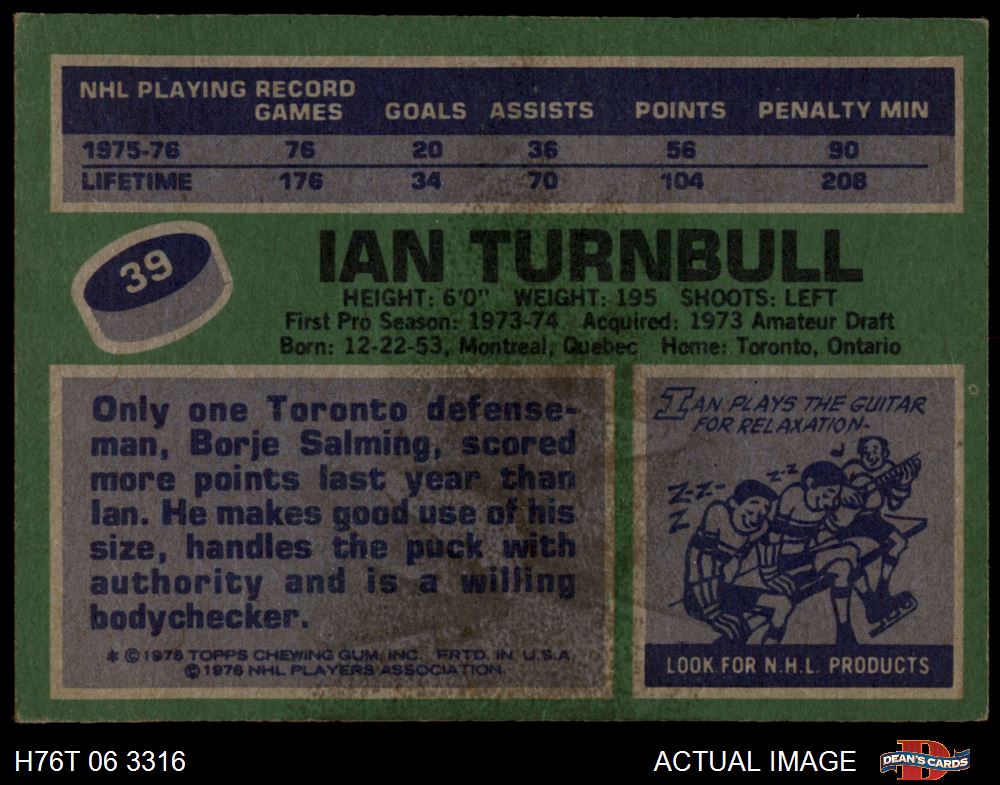 NHL PLAYING RECORD
GAMES GOALS ASSISTS POINTS PENALTY MIN
1975-76 76 20 36 56 90
LIFETIME 176 34 70 104 208
39
IAN TURNBULL
HEIGHT: 6'0" WEIGHT: 195 SHOOTS: LEFT
First Pro Season: 1973-74 Acquired: 1973 Amateur Draft
Born: 12-22-53, Montreal, Quebec Home: Toronto, Ontario
Only one Toronto defense-
man, Borje Salming, scored
more points last year than
Ian. He makes good use of his
size, handles the puck with
authority and is a willing
bodychecker.
* © 1976 TOPPS CHEWING GUM, INC. PRTD. IN U.S.A.
© 1976 NHL PLAYERS ASSOCIATION.
IAN PLAYS THE GUITAR
FOR RELAXATION-
Z-Z-
Z
Z
Z-Z
LOOK FOR N.H.L. PRODUCTS
H76T 06 3316
ACTUAL IMAGE
D
DEAN'S CARDS